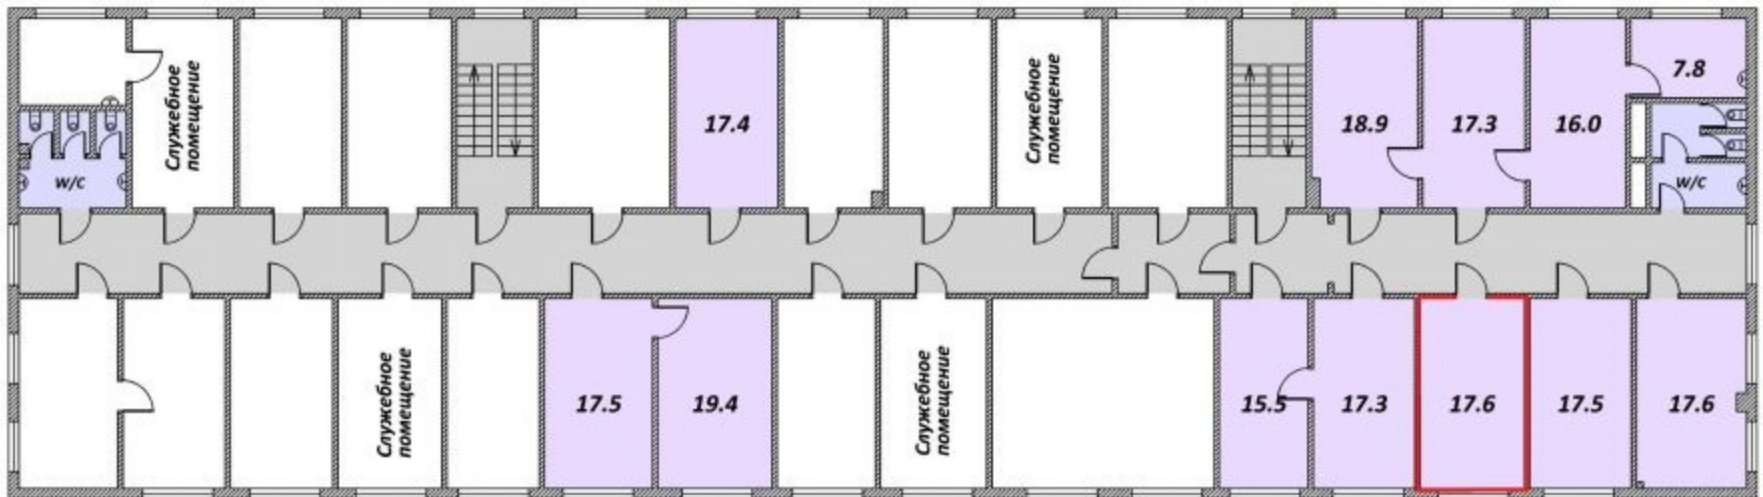 Служебное
помещение
17.4
Служебное
помещение
18.9
17.3
16.0
7.8
W/C
W/C
Служебное
помещение
17.5
19.4
Служебное
помещение
15.5
17.3
17.6
17.5
17.6